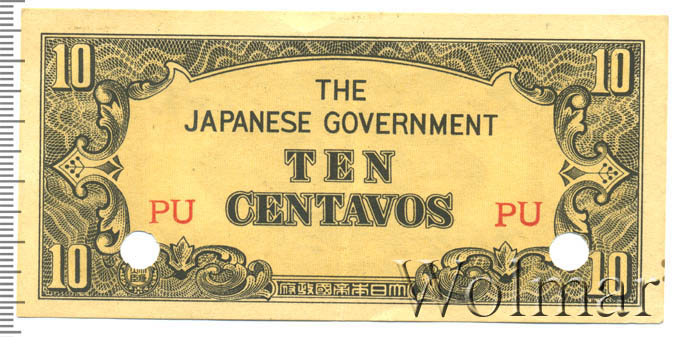 10 10
THE
JAPANESE GOVERNMENT
TEN
PU CENTAVOS PU
10 10
府政國帝本日大
Wolmar